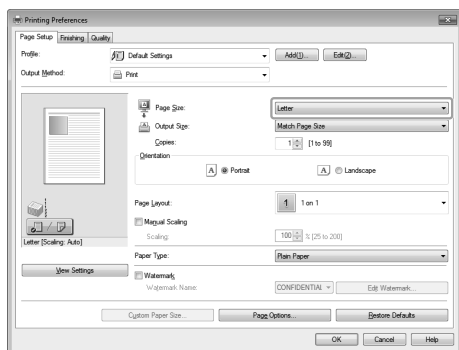 Printing Preferences
Page Setup Finishing Quality
Profile: Default Settings Add(1)... Edit(2)...
Output Method: Print
Page Size: Letter
Output Size: Match Page Size
Copies: 1 [1 to 99]
Orientation
A Portrait A Landscape
Page Layout: 1 1 on 1
Manual Scaling
Scaling: 100 % [25 to 200]
Letter [Scaling: Auto]
Paper Type: Plain Paper
View Settings
Watermark
Watermark Name: CONFIDENTIAL Edit Watermark...
Custom Paper Size... Page Options... Restore Defaults
OK Cancel Help